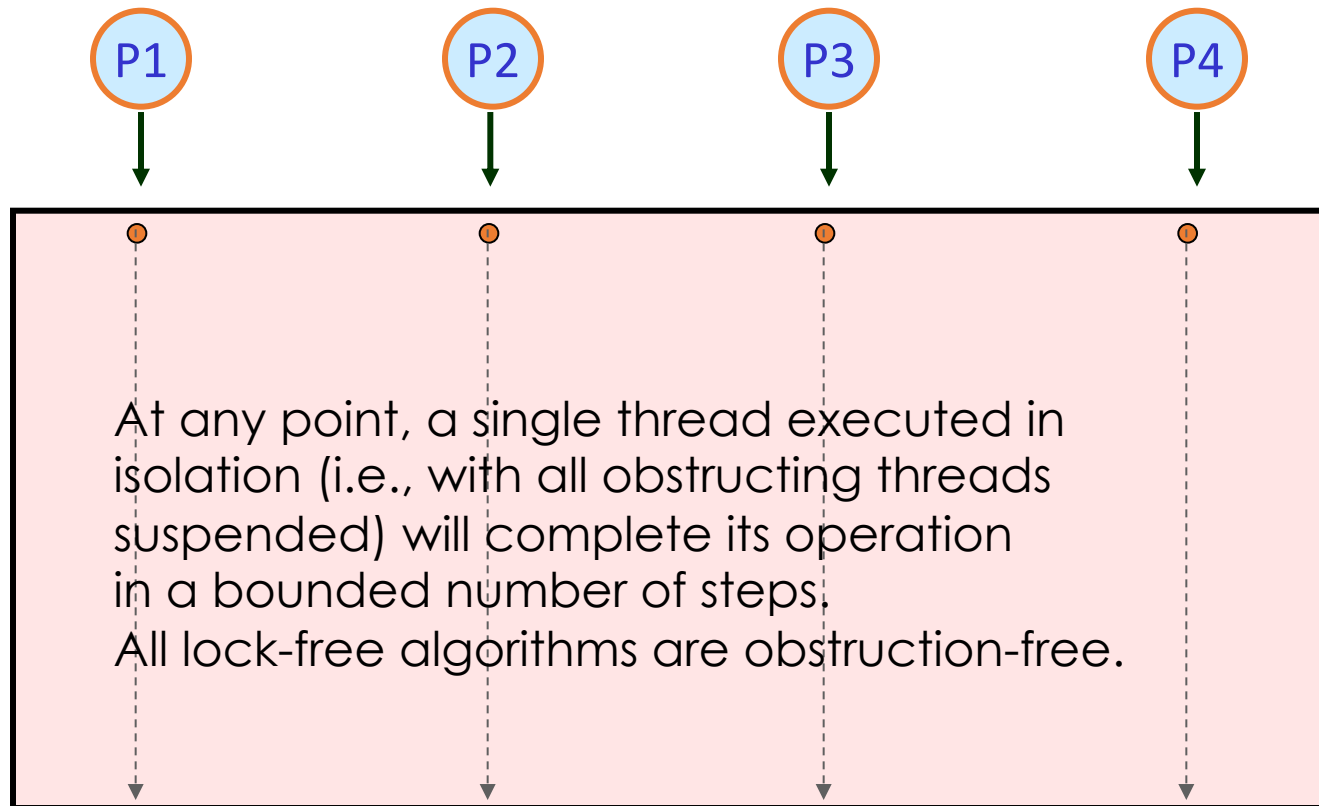 P1 P2 P3 P4
At any point, a single thread executed in
isolation (i.e., with all obstructing threads
suspended) will complete its operation
in a bounded number of steps.
All lock-free algorithms are obstruction-free.